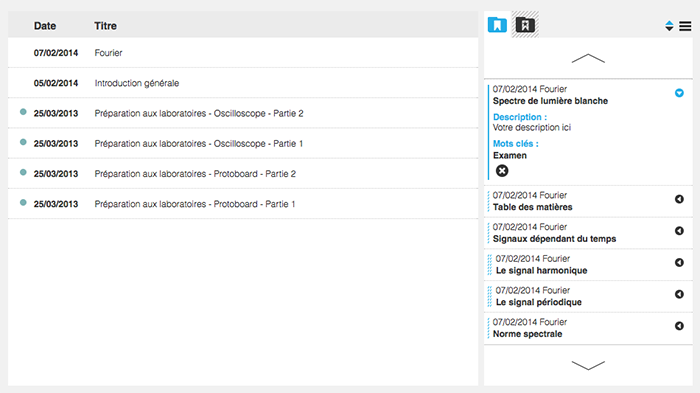 Date Titre
07/02/2014 Fourier
05/02/2014 Introduction générale
25/03/2013 Préparation aux laboratoires - Oscilloscope - Partie 2
25/03/2013 Préparation aux laboratoires - Oscilloscope - Partie 1
25/03/2013 Préparation aux laboratoires - Protoboard - Partie 2
25/03/2013 Préparation aux laboratoires - Protoboard - Partie 1
07/02/2014 Fourier
Spectre de lumière blanche
Description :
Votre description ici
Mots clés :
Examen
07/02/2014 Fourier
Table des matières
07/02/2014 Fourier
Signaux dépendant du temps
07/02/2014 Fourier
Le signal harmonique
07/02/2014 Fourier
Le signal périodique
07/02/2014 Fourier
Norme spectrale